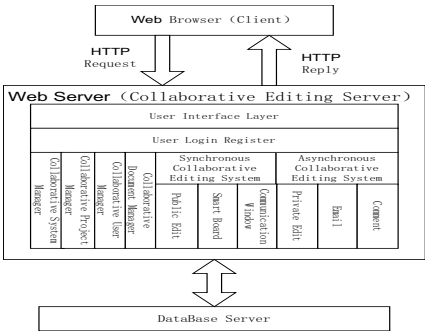 Web Browser (Client)
HTTP
Request
HTTP
Reply
Web Server (Collaborative Editing Server)
User Interface Layer
User Login Register
Collaborative System
Manager
Collaborative Project
Manager
Collaborative User
Manager
Collaborative
Document Manager
Synchronous
Collaborative
Editing System
Public Edit
Smart Board
Communication
Window
Asynchronous
Collaborative
Editing System
Private Edit
Email
Comment
DataBase Server